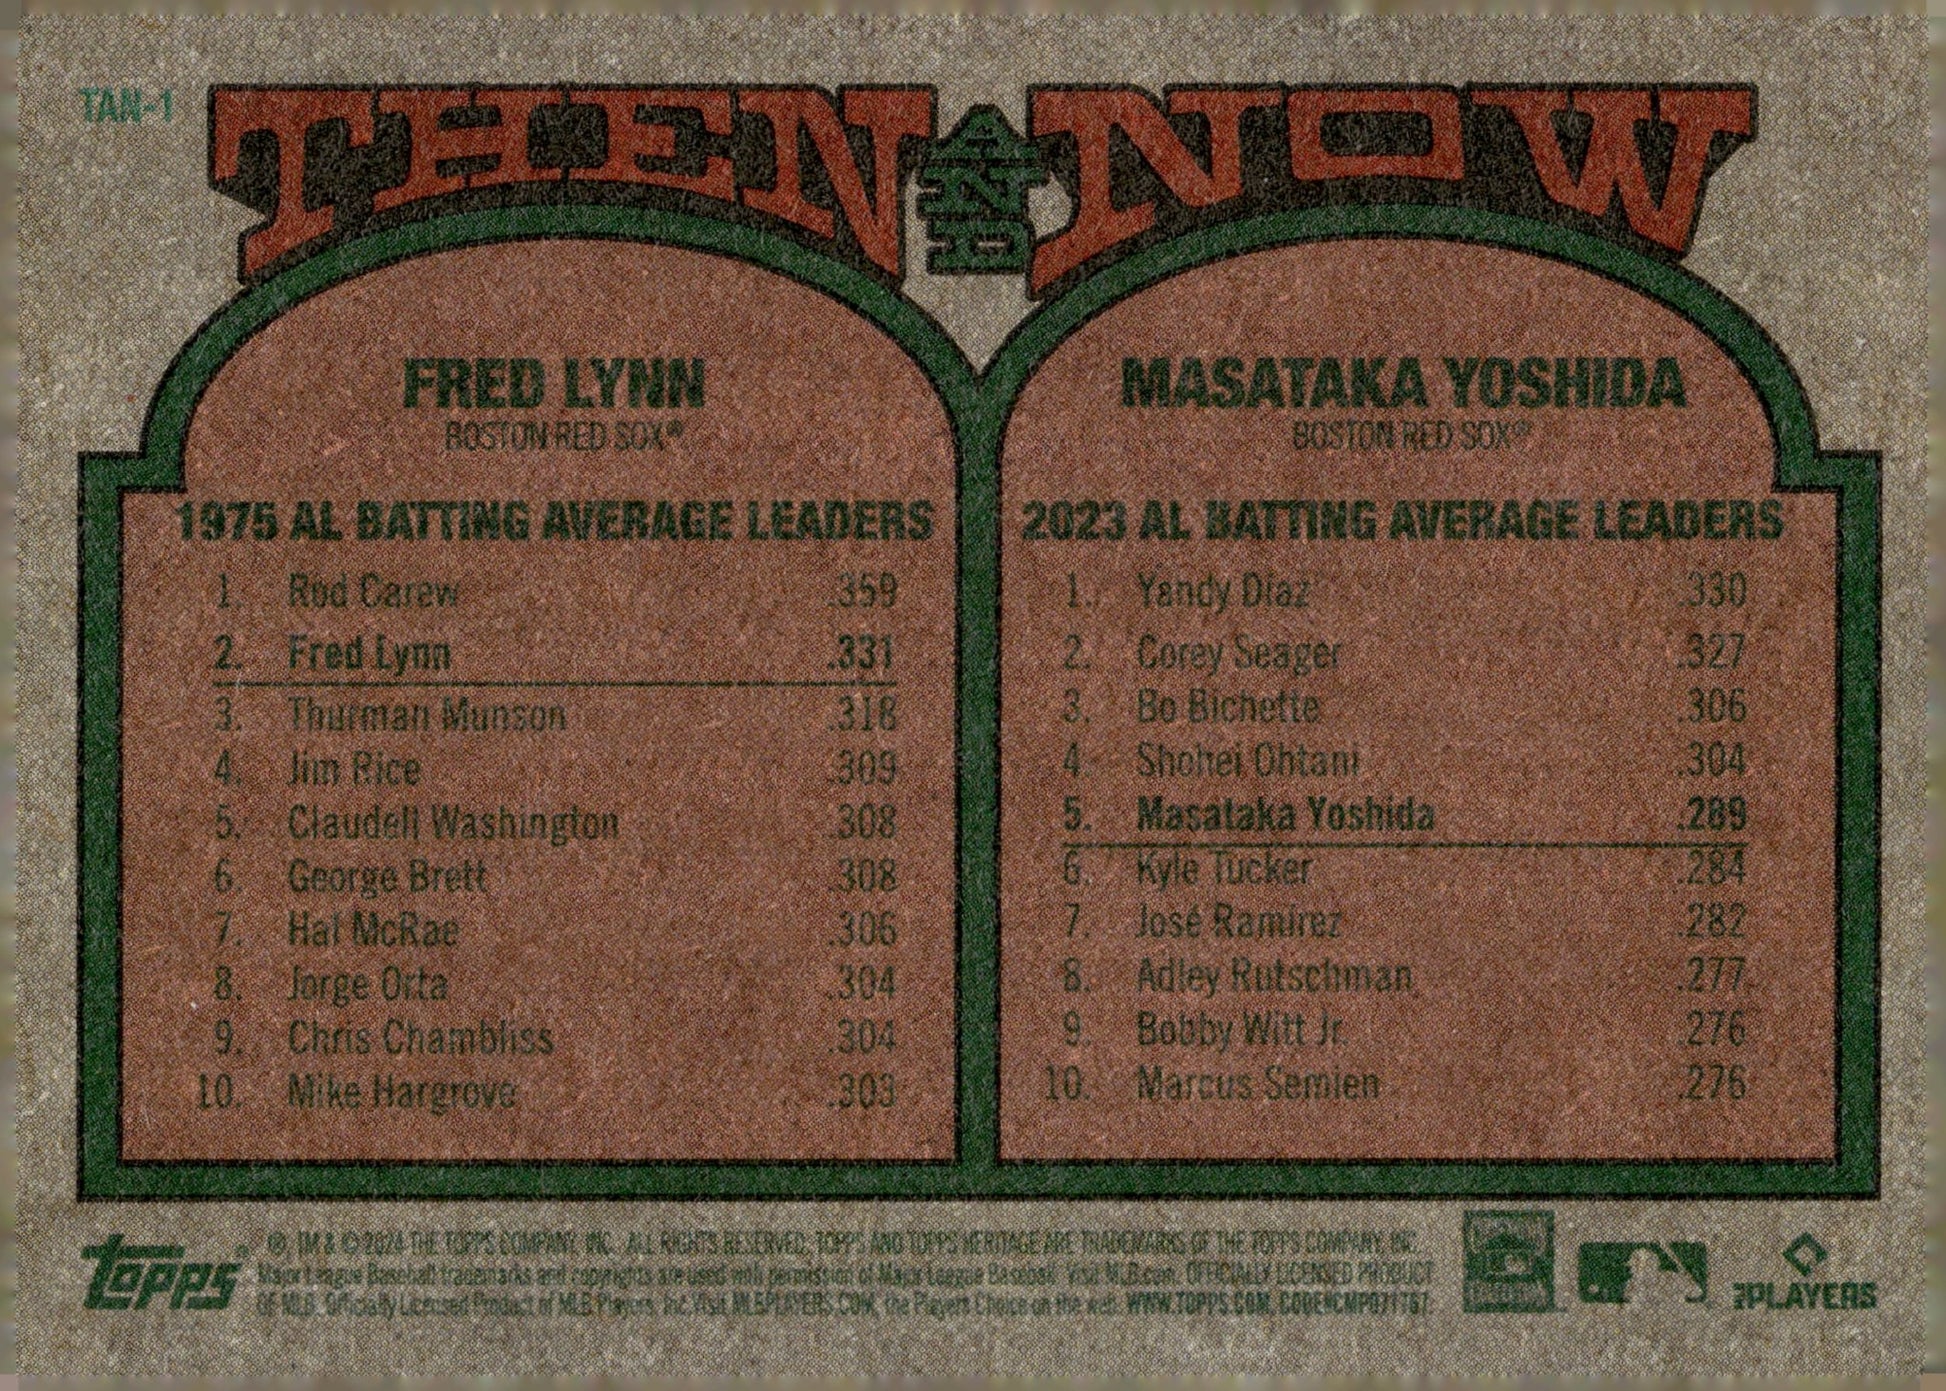 TAN-1
THEN AND NOW
FRED LYNN
BOSTON RED SOX®
1975 AL BATTING AVERAGE LEADERS
1. Rod Carew .359
2. Fred Lynn .331
3. Thurman Munson .318
4. Jim Rice .309
5. Claudell Washington .308
6. George Brett .308
7. Hal McRae .306
8. Jorge Orta .304
9. Chris Chambliss .304
10. Mike Hargrove .303
MASATAKA YOSHIDA
BOSTON RED SOX®
2023 AL BATTING AVERAGE LEADERS
1. Yandy Díaz .330
2. Corey Seager .327
3. Bo Bichette .306
4. Shohei Ohtani .304
5. Masataka Yoshida .289
6. Kyle Tucker .284
7. José Ramírez .282
8. Adley Rutschman .277
9. Bobby Witt Jr. .276
10. Marcus Semien .276
topps®
®, TM & © 2024 THE TOPPS COMPANY, INC. ALL RIGHTS RESERVED. TOPPS AND TOPPS HERITAGE ARE TRADEMARKS OF THE TOPPS COMPANY, INC.
Major League Baseball trademarks and copyrights are used with permission of Major League Baseball. Visit MLB.com. OFFICIALLY LICENSED PRODUCT
OF MLB. Officially Licensed Product of MLB Players, Inc. Visit MLBPLAYERS.COM, the Players Choice on the web. WWW.TOPPS.COM.
PLAYERS